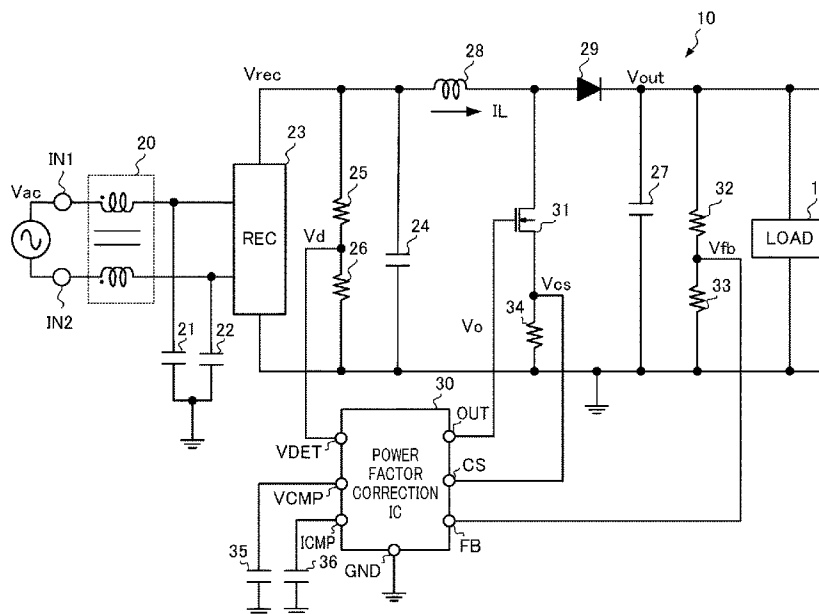 10
28
29
Vrec
Vout
IL
23
20
IN1
Vac
25
27
32
1
REC
31
LOAD
Vd
24
Vfb
26
Vcs
33
IN2
34
Vo
21
22
30
OUT
VDET
POWER
FACTOR
CORRECTION
IC
CS
VCMP
ICMP
FB
35
36
GND